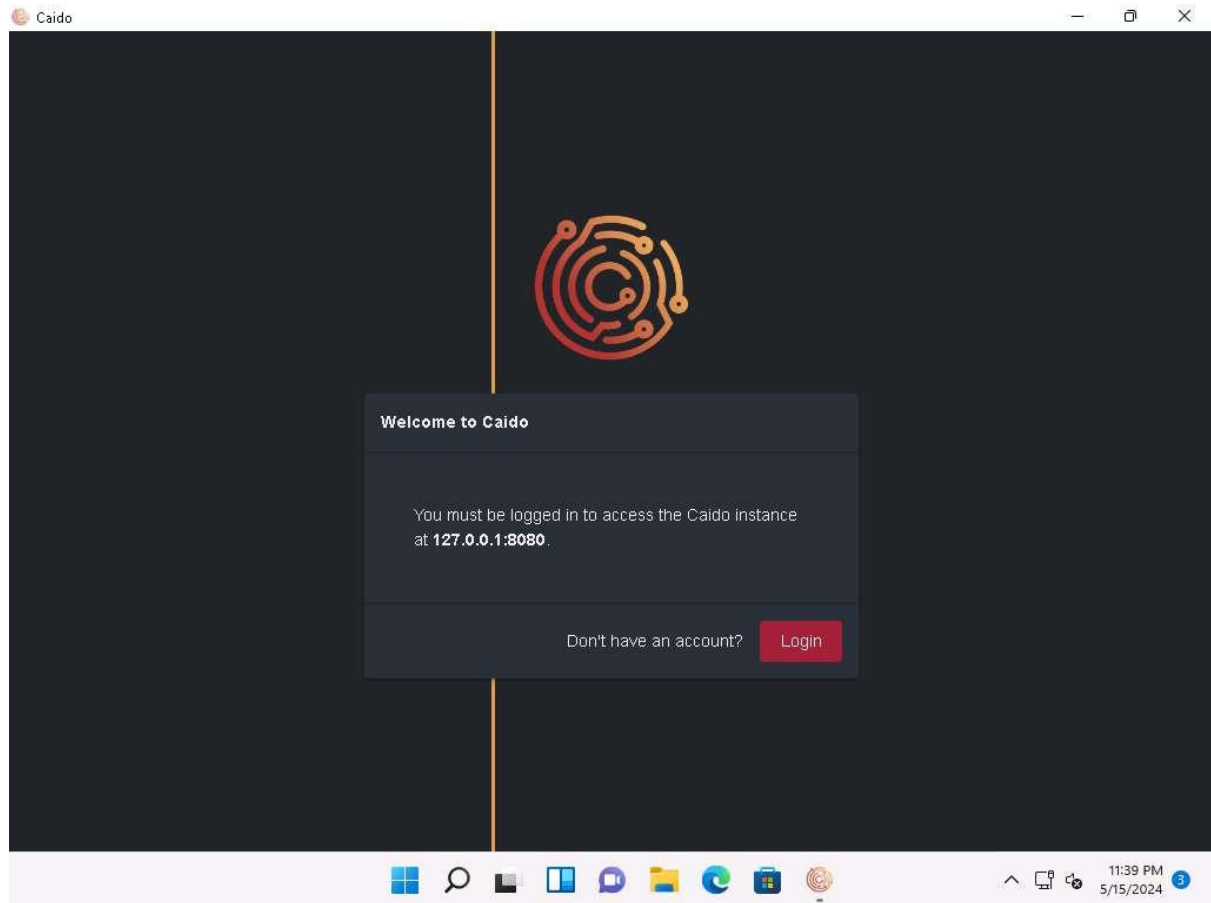 Caido
Welcome to Caido
You must be logged in to access the Caido instance
at 127.0.0.1:8080.
Don't have an account? Login
11:39 PM
5/15/2024
3